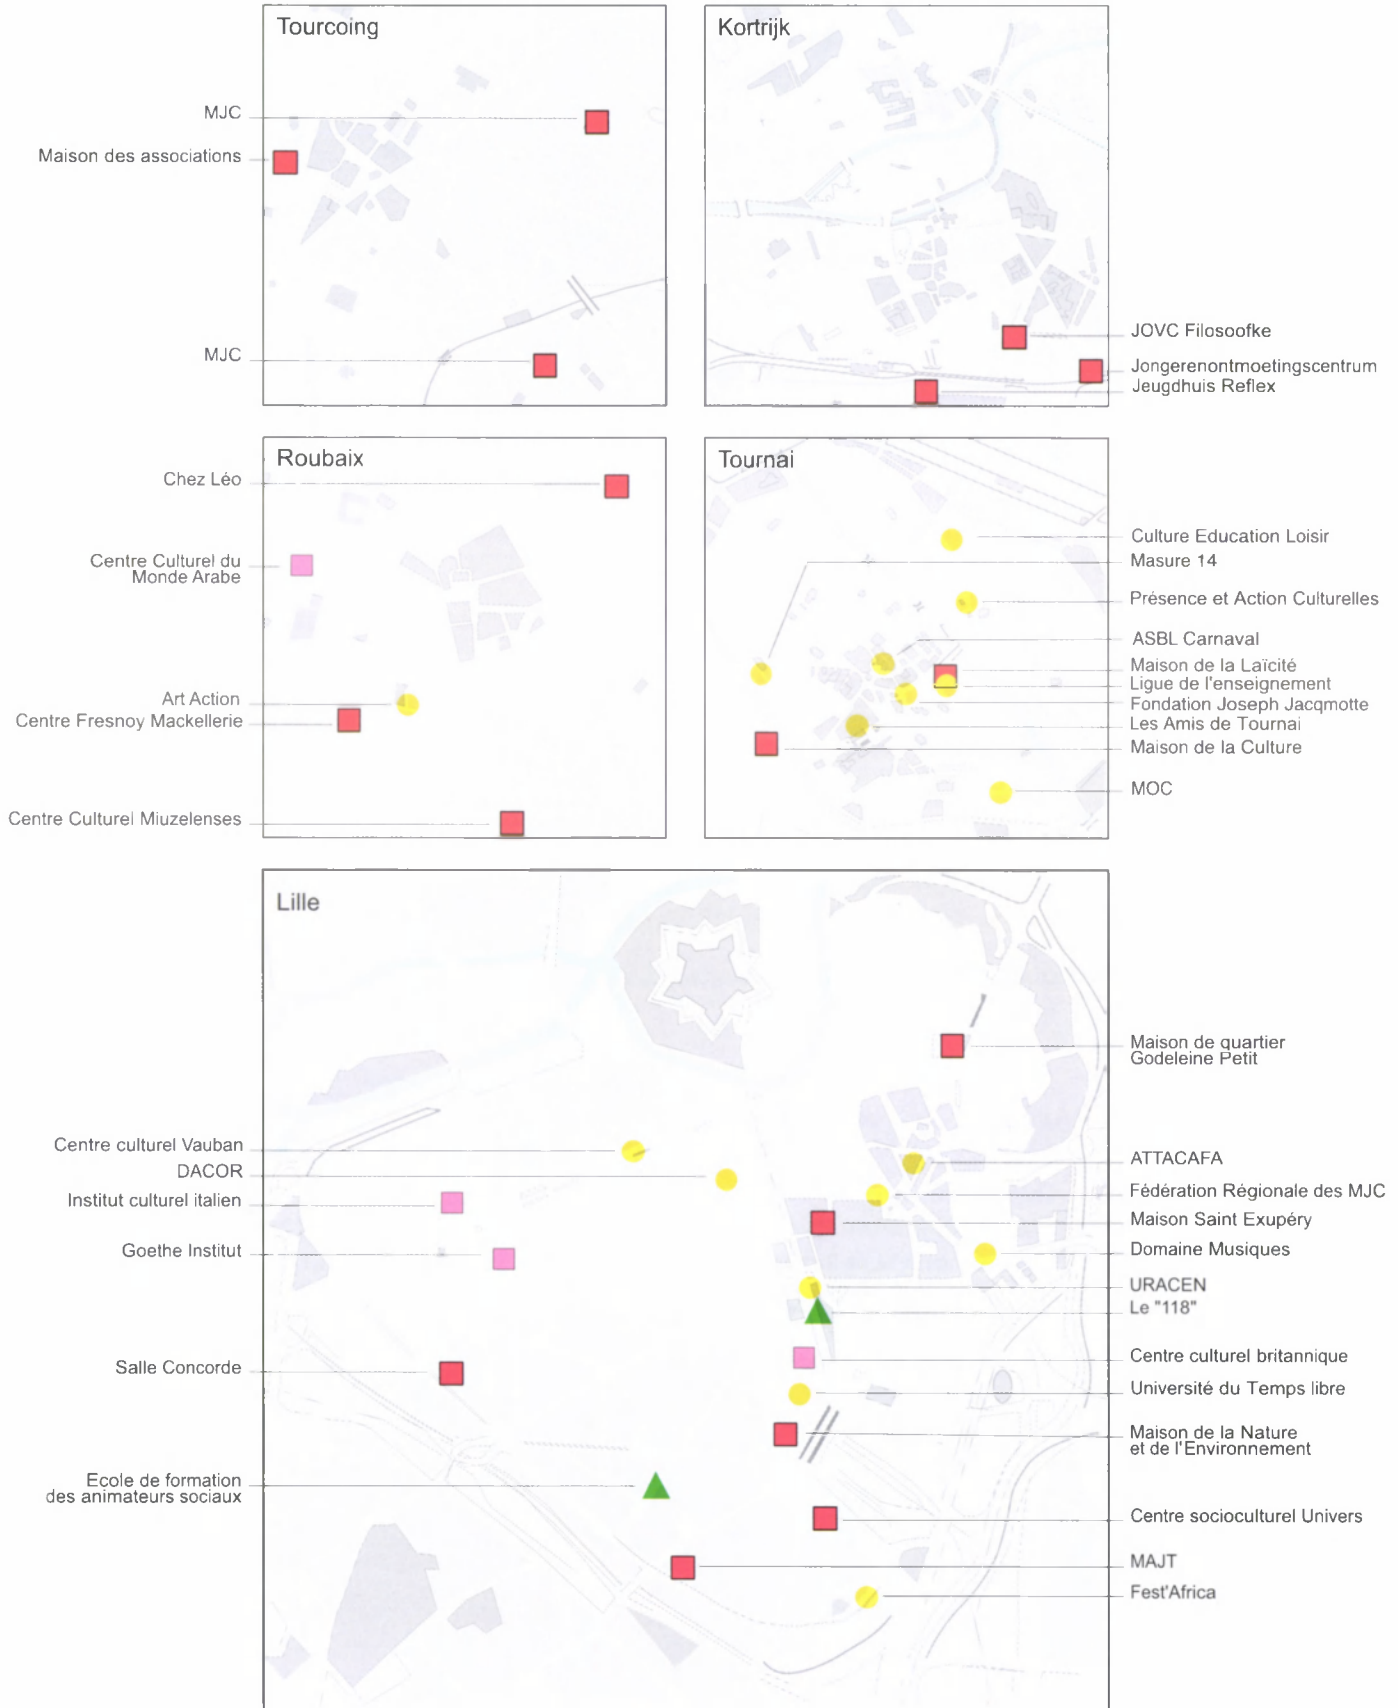 Tourcoing
MJC
Maison des associations
MJC
Kortrijk
JOVC Filosoofke
Jongerenontmoetingscentrum
Jeugdhuis Reflex
Roubaix
Chez Léo
Centre Culturel du
Monde Arabe
Art Action
Centre Fresnoy Mackellerie
Centre Culturel Miuzelenses
Tournai
Culture Education Loisir
Masure 14
Présence et Action Culturelles
ASBL Carnaval
Maison de la Laïcité
Ligue de l'enseignement
Fondation Joseph Jacqmotte
Les Amis de Tournai
Maison de la Culture
MOC
Lille
Centre culturel Vauban
DACOR
Institut culturel italien
Goethe Institut
Salle Concorde
Ecole de formation
des animateurs sociaux
Maison de quartier
Godeleine Petit
ATTACAFA
Fédération Régionale des MJC
Maison Saint Exupéry
Domaine Musiques
URACEN
Le "118"
Centre culturel britannique
Université du Temps libre
Maison de la Nature
et de l'Environnement
Centre socioculturel Univers
MAJT
Fest'Africa